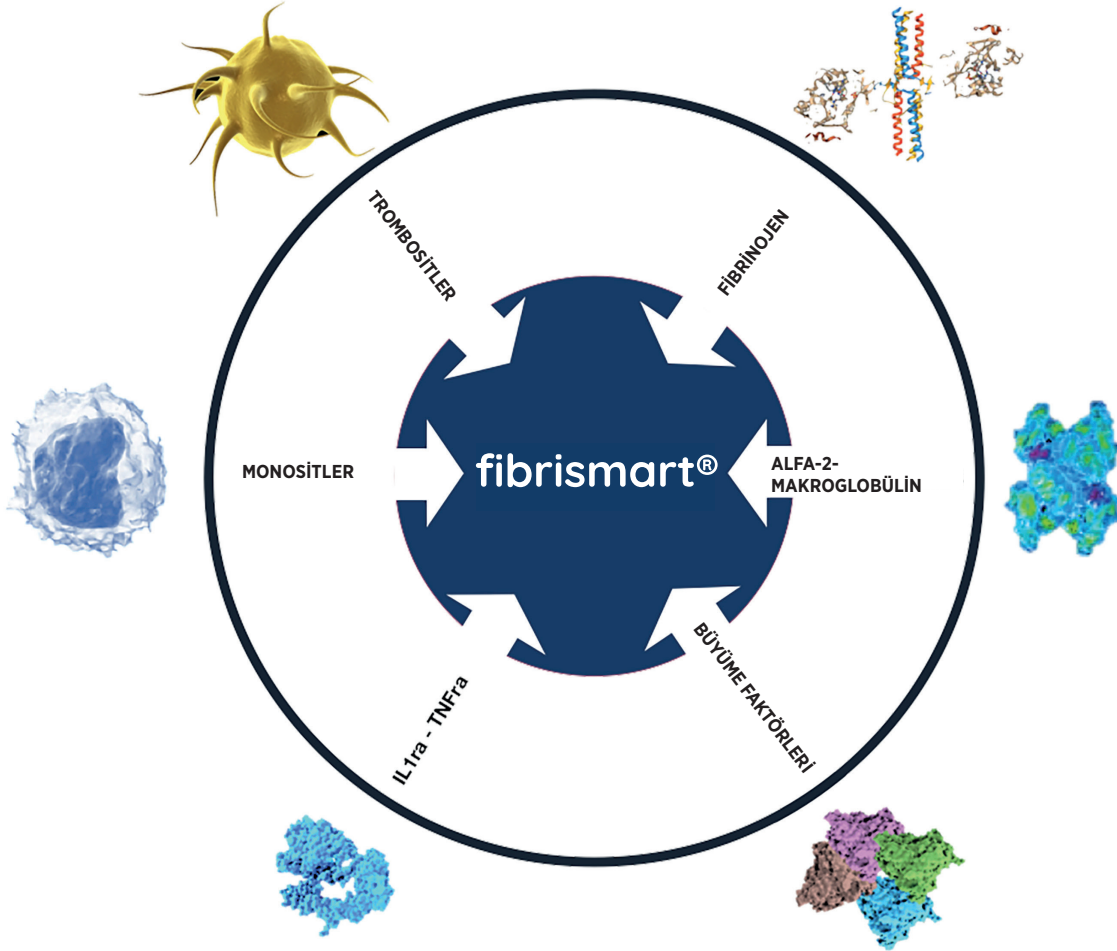 TROMBOSİTLER
FİBRİNOJEN
MONOSİTLER
fibrismart®
ALFA-2-
MAKROGLOBÜLİN
IL1ra - TNFra
BÜYÜME FAKTÖRLERİ